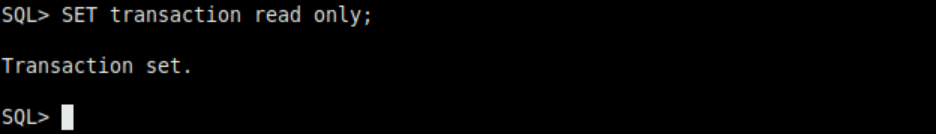 SQL> SET transaction read only;
Transaction set.
SQL>